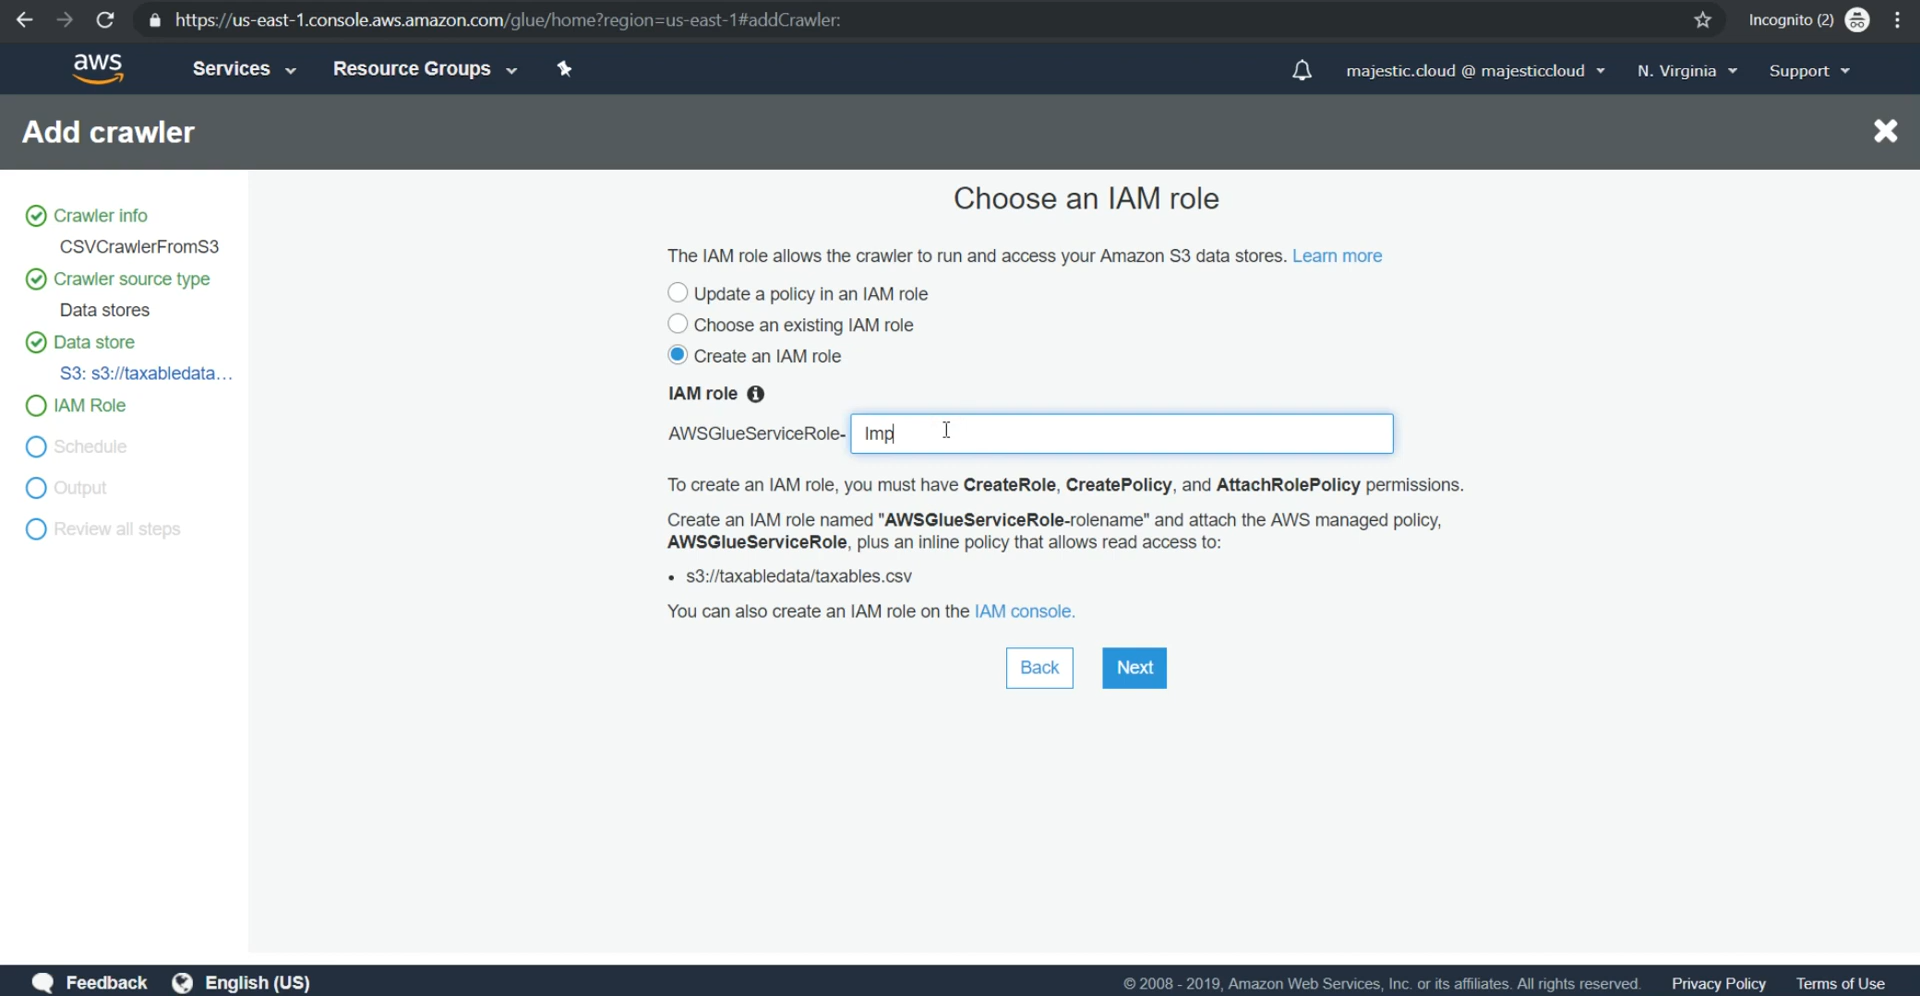 https://us-east-1.console.aws.amazon.com/glue/home?region=us-east-1#addCrawler:
Incognito (2)
aws
Services
Resource Groups
majestic.cloud @ majesticcloud
N. Virginia
Support
Add crawler
Crawler info
CSVCrawlerFromS3
Crawler source type
Data stores
Data store
S3: s3://taxabledata...
IAM Role
Schedule
Output
Review all steps
Choose an IAM role
The IAM role allows the crawler to run and access your Amazon S3 data stores. Learn more
Update a policy in an IAM role
Choose an existing IAM role
Create an IAM role
IAM role
AWSGlueServiceRole- Imp
To create an IAM role, you must have CreateRole, CreatePolicy, and AttachRolePolicy permissions.
Create an IAM role named "AWSGlueServiceRole-rolename" and attach the AWS managed policy,
AWSGlueServiceRole, plus an inline policy that allows read access to:
• s3://taxabledata/taxables.csv
You can also create an IAM role on the IAM console.
Back
Next
Feedback
English (US)
© 2008 - 2019, Amazon Web Services, Inc. or its affiliates. All rights reserved.
Privacy Policy
Terms of Use